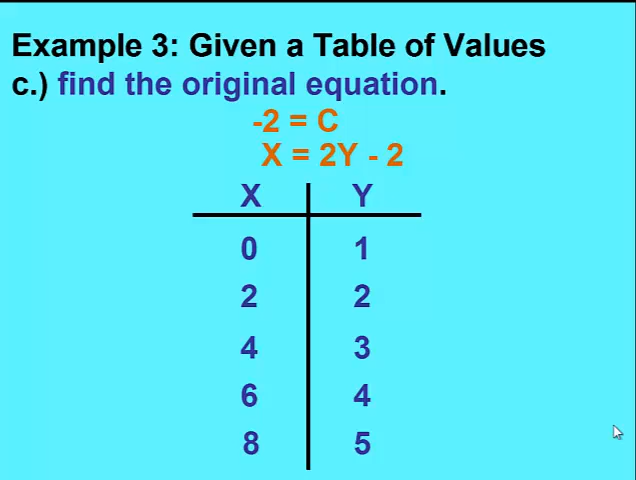 Example 3: Given a Table of Values
c.) find the original equation.
-2 = C
X = 2Y - 2
X Y
0 1
2 2
4 3
6 4
8 5